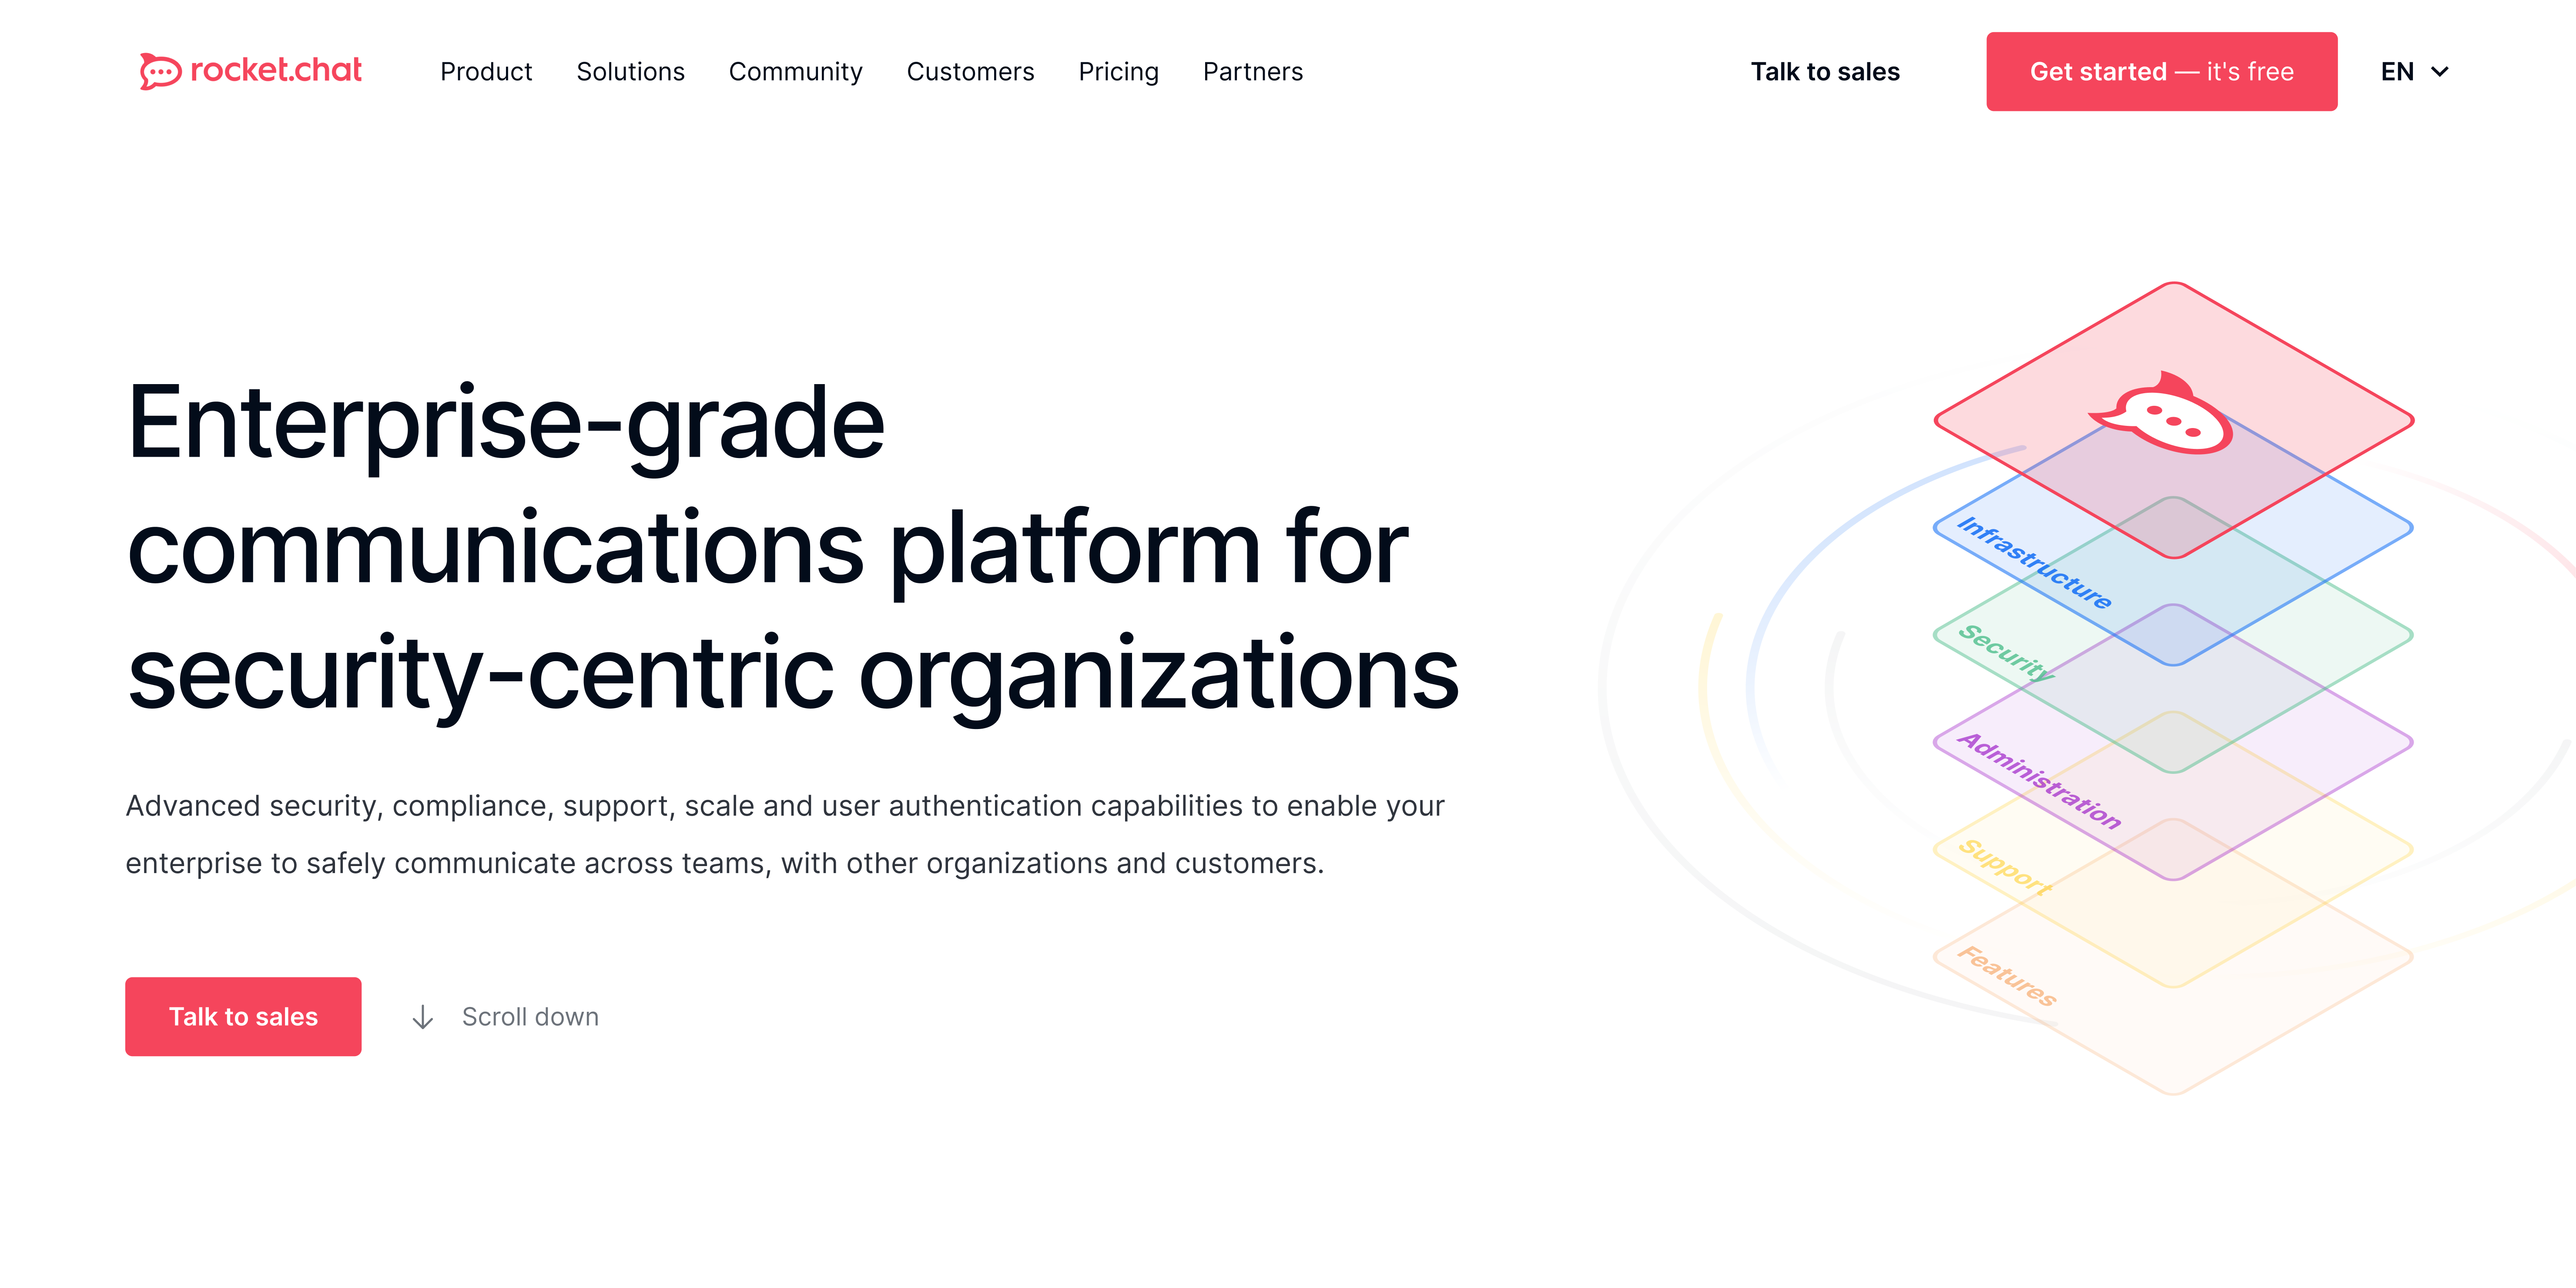 rocket.chat
Product Solutions Community Customers Pricing Partners
Talk to sales
Get started — it's free
EN
Enterprise-grade
communications platform for
security-centric organizations
Advanced security, compliance, support, scale and user authentication capabilities to enable your
enterprise to safely communicate across teams, with other organizations and customers.
Talk to sales
Scroll down
Infrastructure
Security
Administration
Support
Features